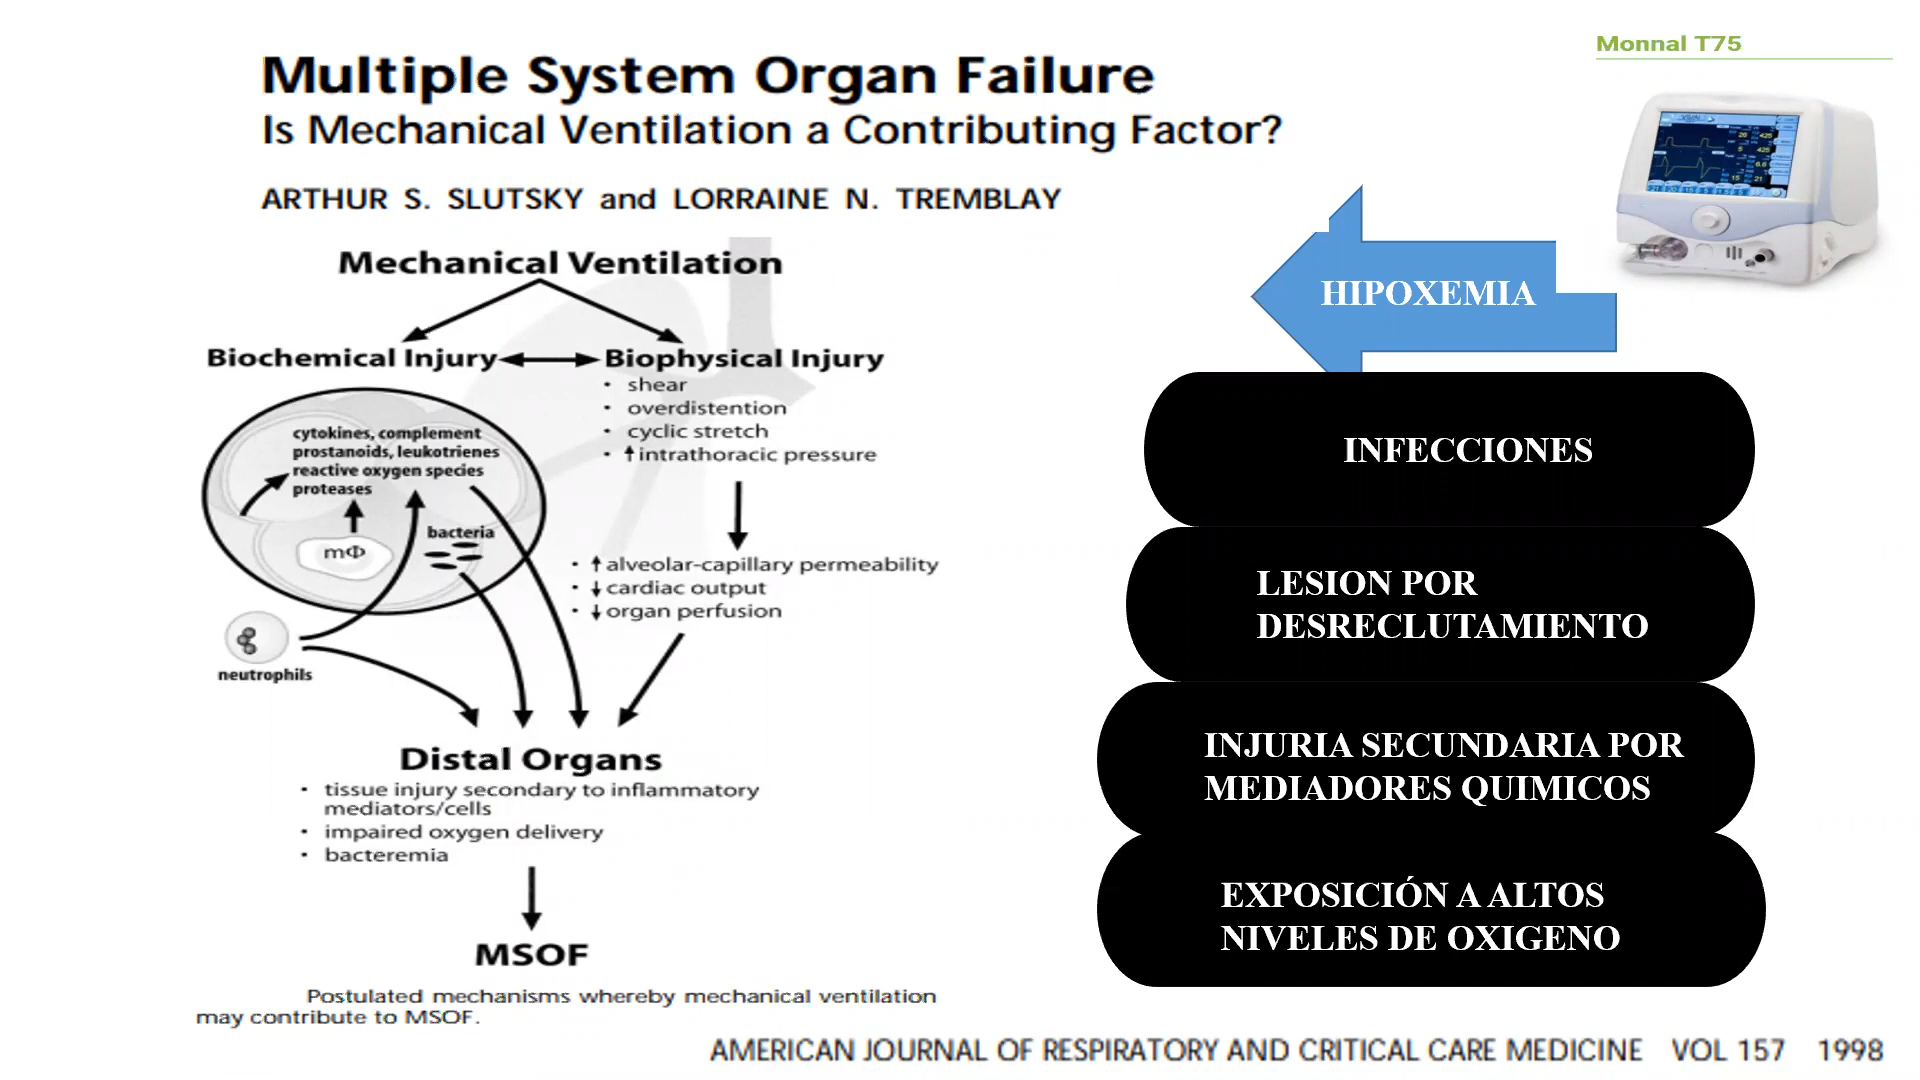 Monnal T75
Multiple System Organ Failure
Is Mechanical Ventilation a Contributing Factor?
ARTHUR S. SLUTSKY and LORRAINE N. TREMBLAY
Mechanical Ventilation
Biochemical Injury
Biophysical Injury
• shear
• overdistention
• cyclic stretch
• ↑ intrathoracic pressure
cytokines, complement
prostanoids, leukotrienes
reactive oxygen species
proteases
bacteria
mΦ
neutrophils
• ↑ alveolar-capillary permeability
• ↓ cardiac output
• ↓ organ perfusion
Distal Organs
• tissue injury secondary to inflammatory
mediators/cells
• impaired oxygen delivery
• bacteremia
MSOF
Postulated mechanisms whereby mechanical ventilation
may contribute to MSOF.
HIPOXEMIA
INFECCIONES
LESION POR
DESRECLUTAMIENTO
INJURIA SECUNDARIA POR
MEDIADORES QUIMICOS
EXPOSICIÓN A ALTOS
NIVELES DE OXIGENO
AMERICAN JOURNAL OF RESPIRATORY AND CRITICAL CARE MEDICINE VOL 157 1998